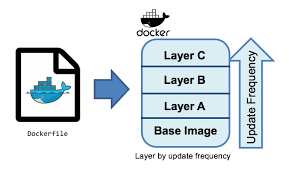 docker
Layer C
Layer B
Layer A
Base Image
Update Frequency
Dockerfile
Layer by update frequency